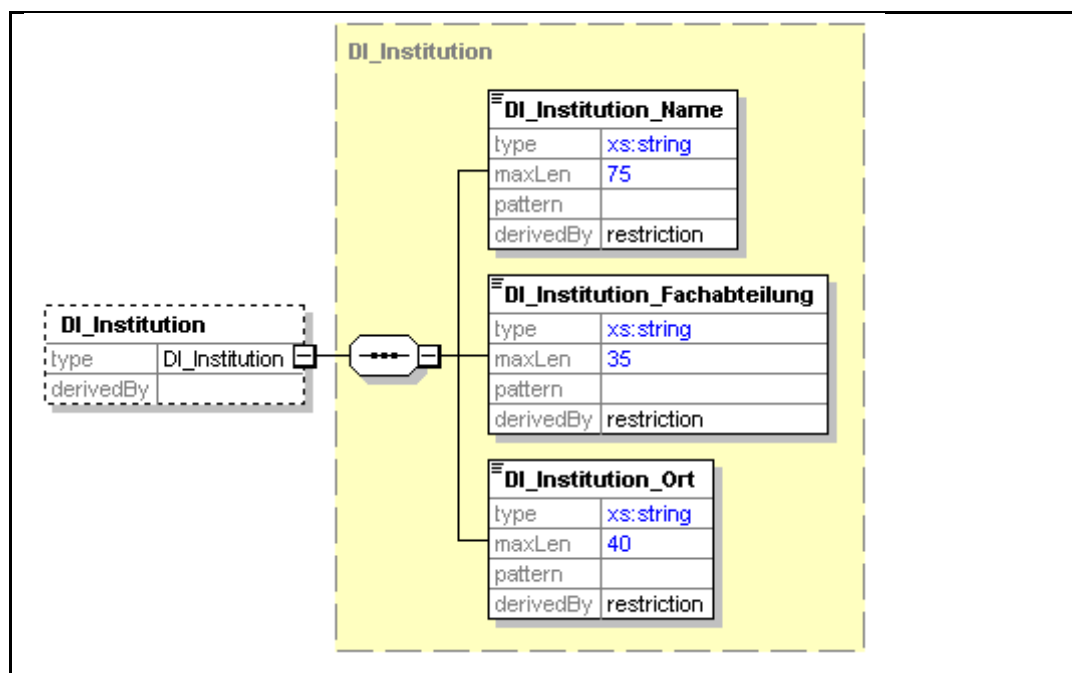 DI_Institution
DI_Institution_Name
type xs:string
maxLen 75
pattern
derivedBy restriction
DI_Institution_Fachabteilung
type xs:string
maxLen 35
pattern
derivedBy restriction
DI_Institution
type DI_Institution
derivedBy
DI_Institution_Ort
type xs:string
maxLen 40
pattern
derivedBy restriction